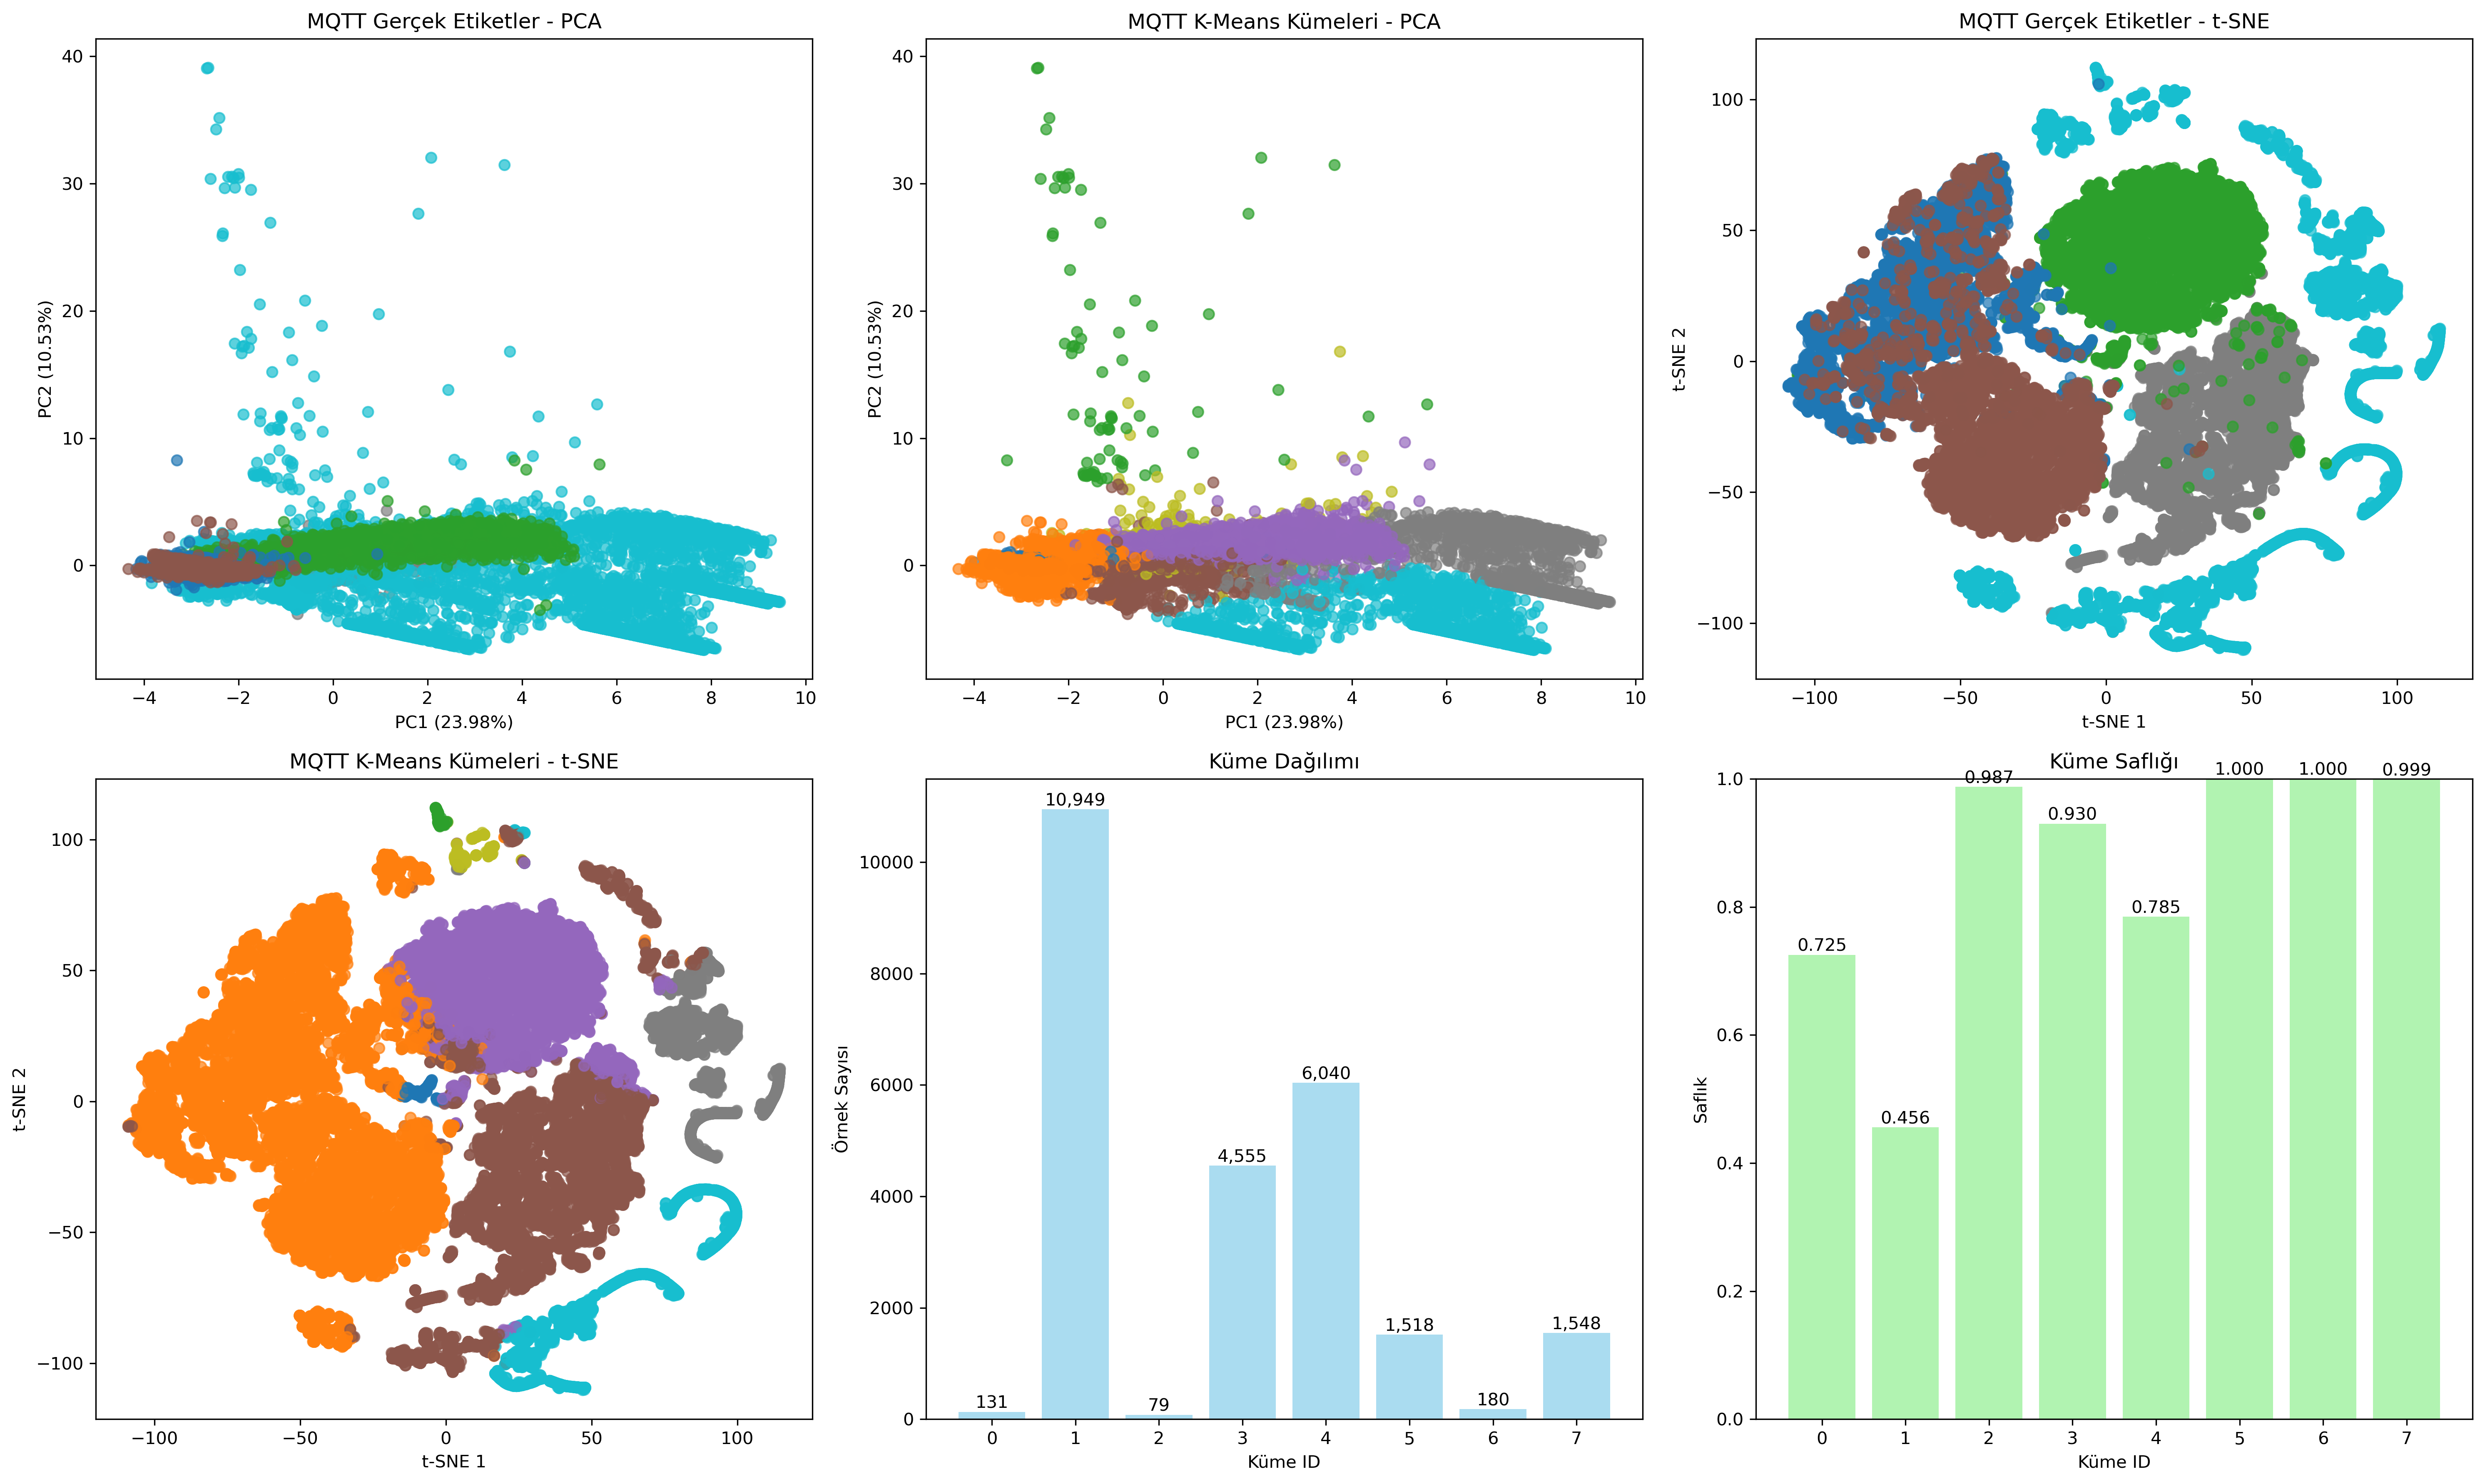 MQTT Gerçek Etiketler - PCA
40
30
20
10
0
PC2 (10.53%)
−4 −2 0 2 4 6 8 10
PC1 (23.98%)
MQTT K-Means Kümeleri - PCA
40
30
20
10
0
PC2 (10.53%)
−4 −2 0 2 4 6 8 10
PC1 (23.98%)
MQTT Gerçek Etiketler - t-SNE
100
50
0
−50
−100
t-SNE 2
−100 −50 0 50 100
t-SNE 1
MQTT K-Means Kümeleri - t-SNE
100
50
0
−50
−100
t-SNE 2
−100 −50 0 50 100
t-SNE 1
Küme Dağılımı
10000
8000
6000
4000
2000
0
Örnek Sayısı
131 10,949 79 4,555 6,040 1,518 180 1,548
0 1 2 3 4 5 6 7
Küme ID
Küme Saflığı
1.0
0.8
0.6
0.4
0.2
0.0
Saflık
0.725 0.456 0.987 0.930 0.785 1.000 1.000 0.999
0 1 2 3 4 5 6 7
Küme ID